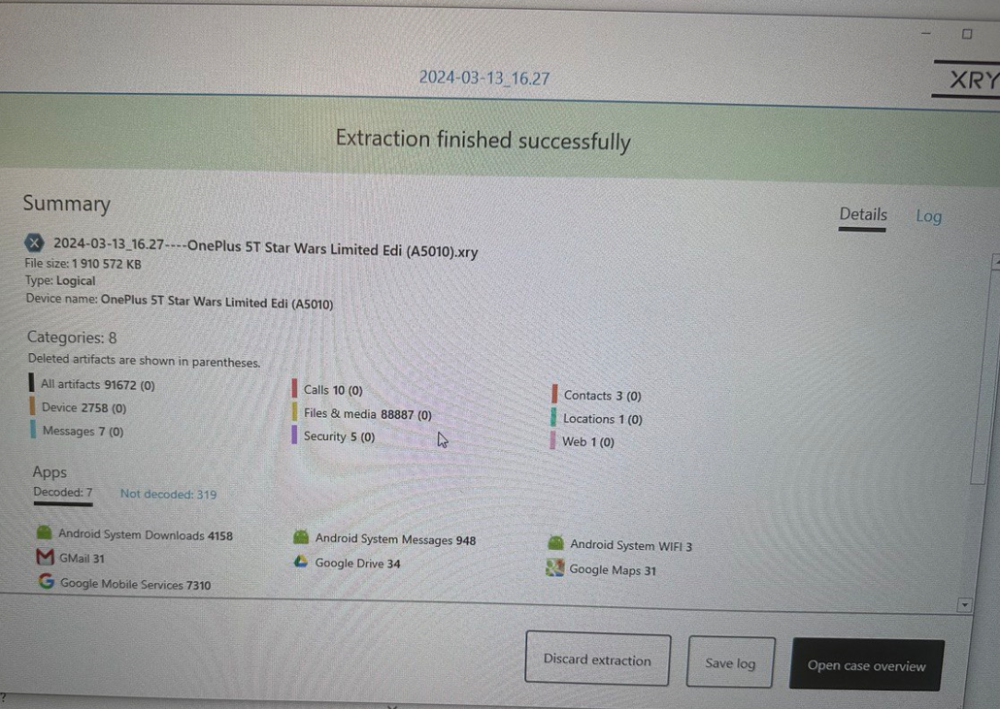 2024-03-13_16.27
XRY
Extraction finished successfully
Summary
Details
Log
2024-03-13_16.27----OnePlus 5T Star Wars Limited Edi (A5010).xry
File size: 1 910 572 KB
Type: Logical
Device name: OnePlus 5T Star Wars Limited Edi (A5010)
Categories: 8
Deleted artifacts are shown in parentheses.
All artifacts 91672 (0)
Calls 10 (0)
Contacts 3 (0)
Device 2758 (0)
Files & media 88887 (0)
Locations 1 (0)
Messages 7 (0)
Security 5 (0)
Web 1 (0)
Apps
Decoded: 7
Not decoded: 319
Android System Downloads 4158
Android System Messages 948
Android System WIFI 3
GMail 31
Google Drive 34
Google Maps 31
Google Mobile Services 7310
Discard extraction
Save log
Open case overview
?